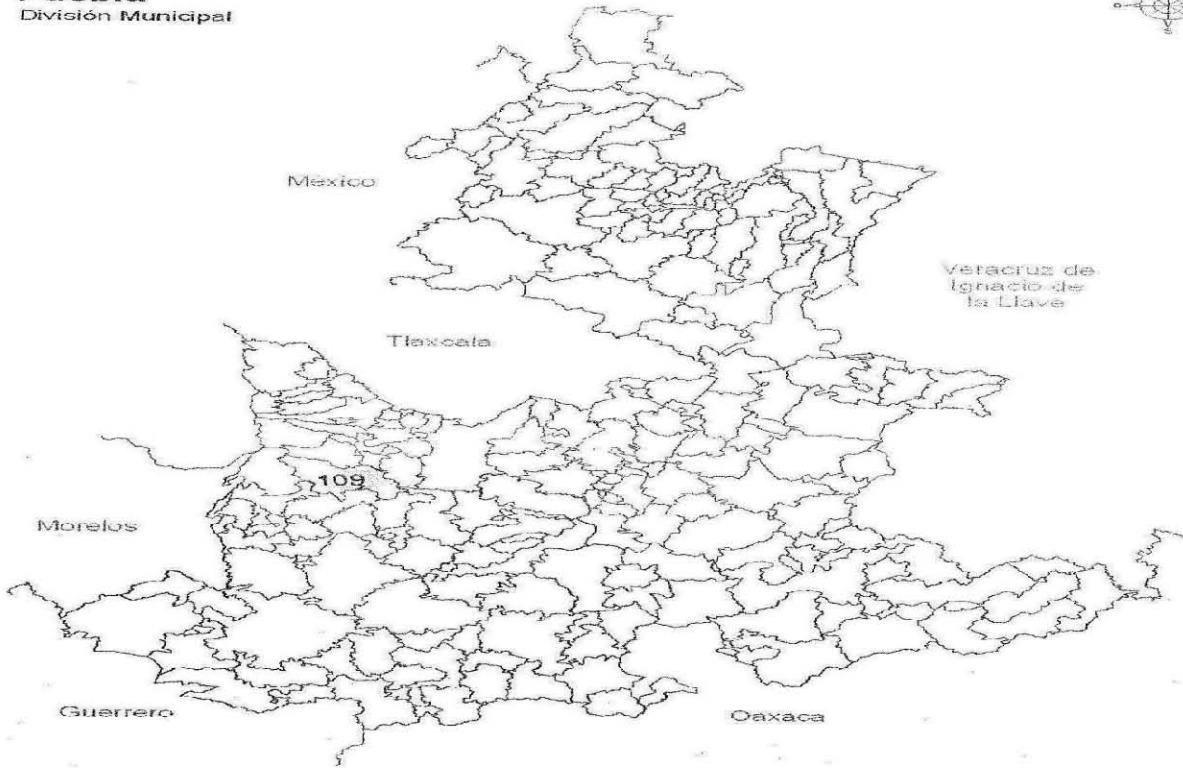 División Municipal
México
Veracruz de
Ignacio de
la Llave
Tlaxcala
109
Morelos
Guerrero
Oaxaca